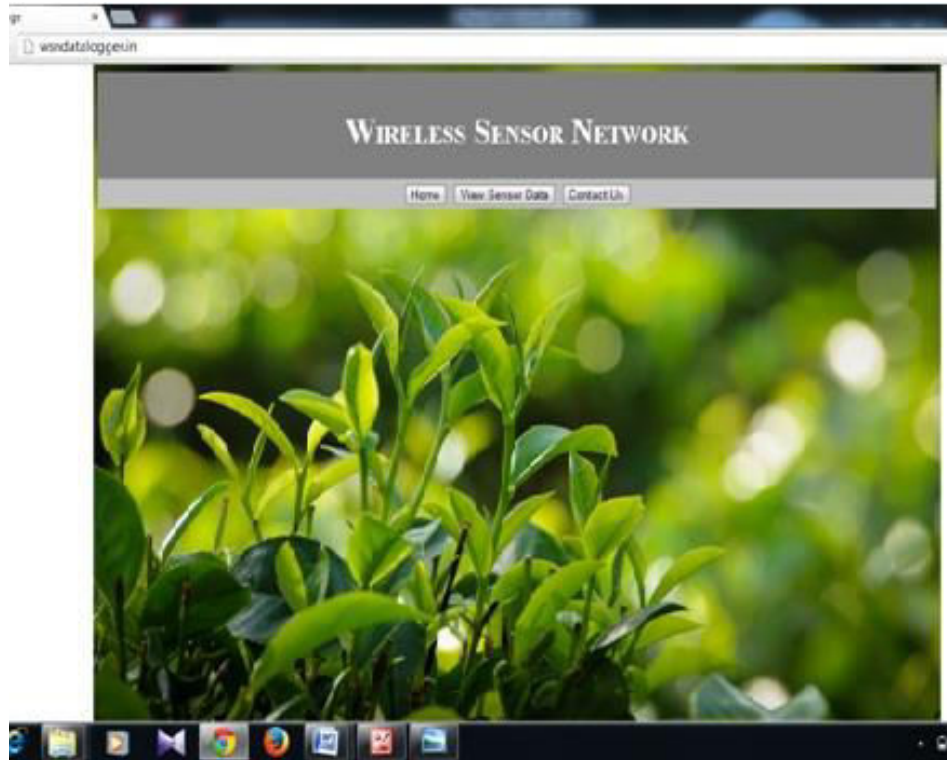 wsndatalogger.in
WIRELESS SENSOR NETWORK
Home View Sensor Data Contact Us